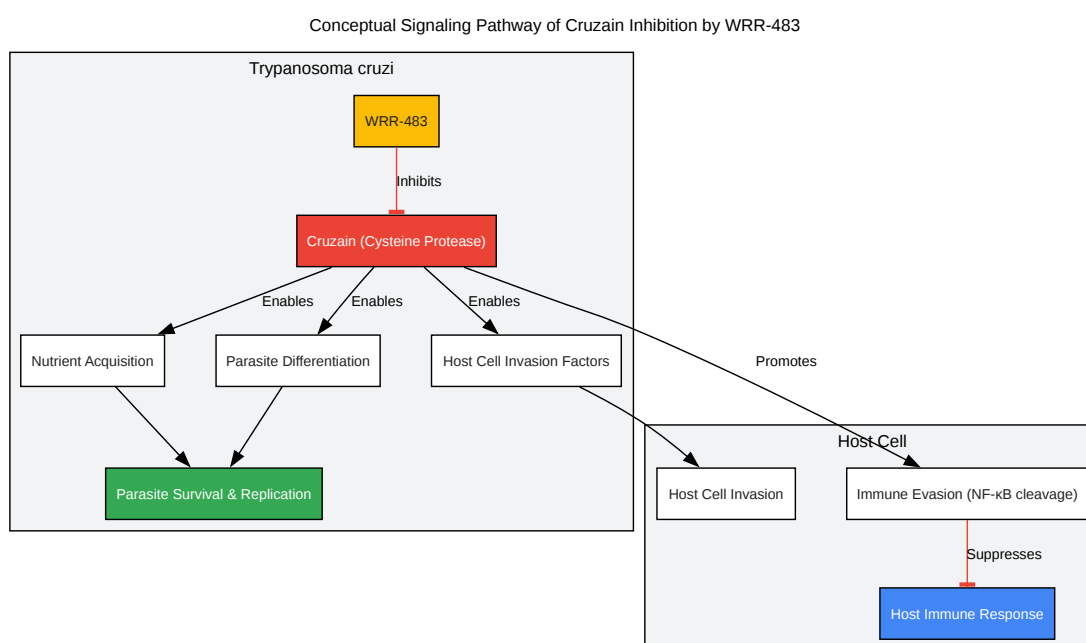 Conceptual Signaling Pathway of Cruzain Inhibition by WRR-483
Trypanosoma cruzi
WRR-483
Inhibits
Cruzain (Cysteine Protease)
Enables
Enables
Enables
Nutrient Acquisition
Parasite Differentiation
Host Cell Invasion Factors
Promotes
Parasite Survival & Replication
Host Cell
Host Cell Invasion
Immune Evasion (NF-κB cleavage)
Suppresses
Host Immune Response